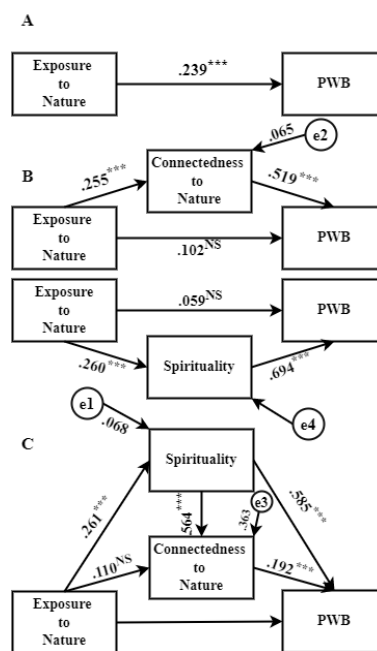 A
Exposure
to
Nature
.239***
PWB
.065
e2
B
.255***
Connectedness
to
Nature
.519***
Exposure
to
Nature
.102NS
PWB
Exposure
to
Nature
.059NS
PWB
.260***
Spirituality
.694***
e1
.068
e4
C
Spirituality
.261***
.564***
e3
.363
.585***
.110NS
Connectedness
to
Nature
.192***
Exposure
to
Nature
PWB